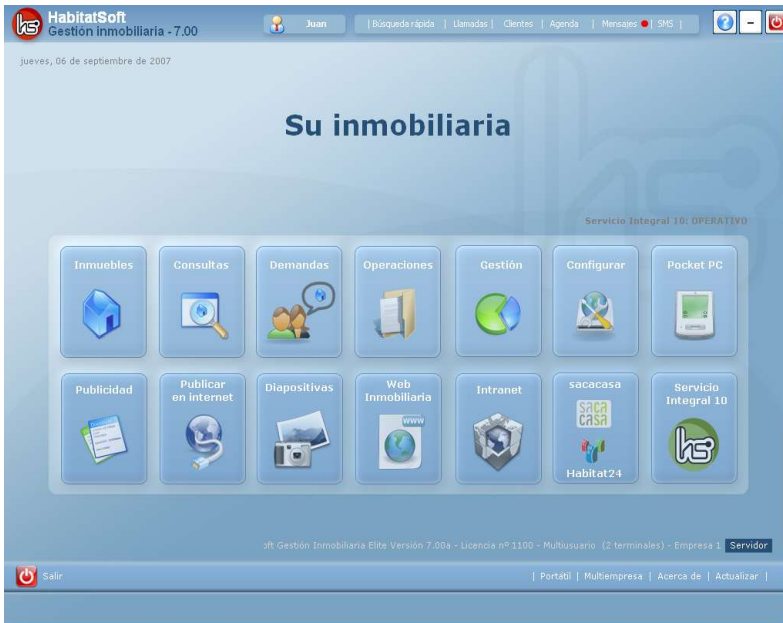 HabitatSoft
Gestión inmobiliaria - 7.00
Juan
| Búsqueda rápida | Llamadas | Clientes | Agenda | Mensajes | SMS |
jueves, 06 de septiembre de 2007
Su inmobiliaria
Servicio Integral 10: OPERATIVO
Inmuebles
Consultas
Demandas
Operaciones
Gestión
Configurar
Pocket PC
Publicidad
Publicar
en internet
Diapositivas
Web
Inmobiliaria
www
Intranet
sacacasa
saca
casa
Habitat24
Servicio
Integral 10
oft Gestión Inmobiliaria Elite Versión 7.00a - Licencia nº 1100 - Multiusuario (2 terminales) - Empresa 1
Servidor
Salir
| Portátil | Multiempresa | Acerca de | Actualizar |